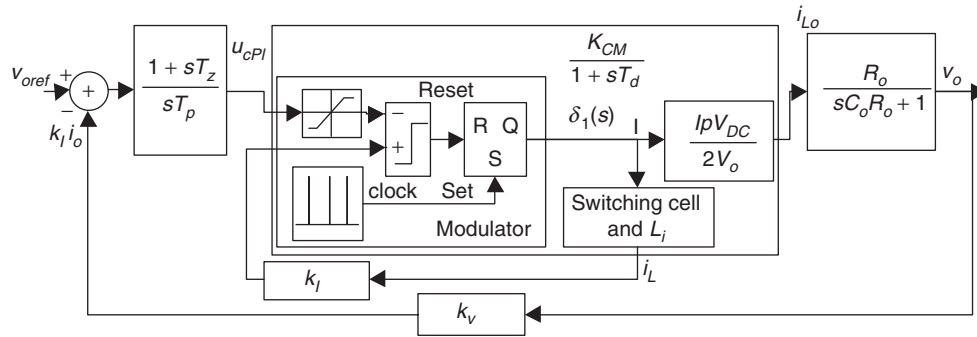 v_oref
+
+
−
k_I i_o
1 + sT_z
sT_p
u_cPI
K_CM
1 + sT_d
Reset
−
+
R Q
S
clock Set
Modulator
δ_1(s)
I
IpV_DC
2V_o
Switching cell
and L_i
i_L
k_I
k_v
i_Lo
R_o
sC_oR_o + 1
v_o